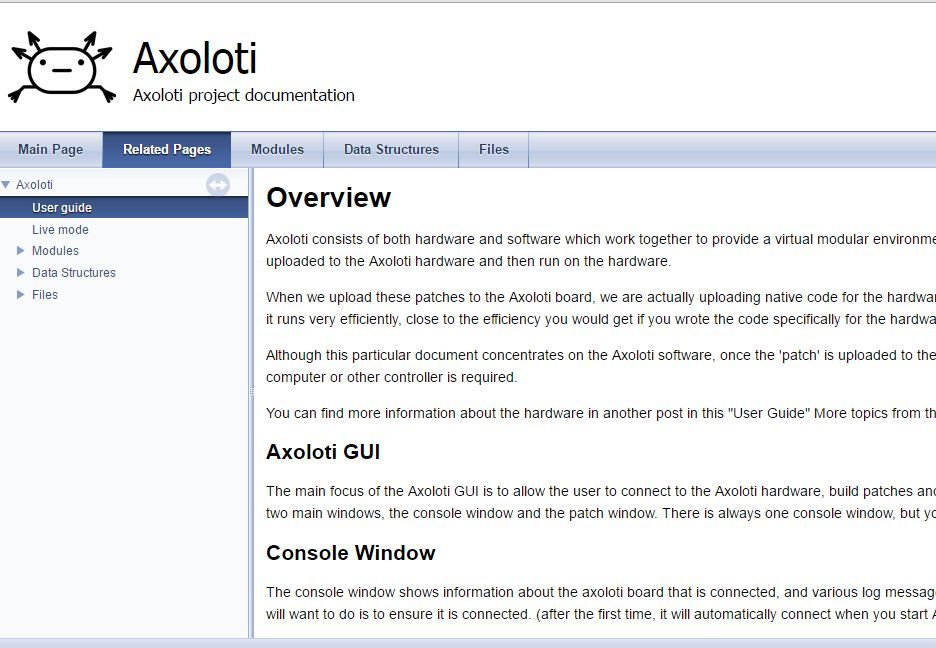 Axoloti
Axoloti project documentation
Main Page
Related Pages
Modules
Data Structures
Files
Axoloti
User guide
Live mode
Modules
Data Structures
Files
Overview
Axoloti consists of both hardware and software which work together to provide a virtual modular environme
uploaded to the Axoloti hardware and then run on the hardware.
When we upload these patches to the Axoloti board, we are actually uploading native code for the hardwar
it runs very efficiently, close to the efficiency you would get if you wrote the code specifically for the hardwa
Although this particular document concentrates on the Axoloti software, once the 'patch' is uploaded to the
computer or other controller is required.
You can find more information about the hardware in another post in this "User Guide" More topics from th
Axoloti GUI
The main focus of the Axoloti GUI is to allow the user to connect to the Axoloti hardware, build patches and
two main windows, the console window and the patch window. There is always one console window, but yo
Console Window
The console window shows information about the axoloti board that is connected, and various log message
will want to do is to ensure it is connected. (after the first time, it will automatically connect when you start A